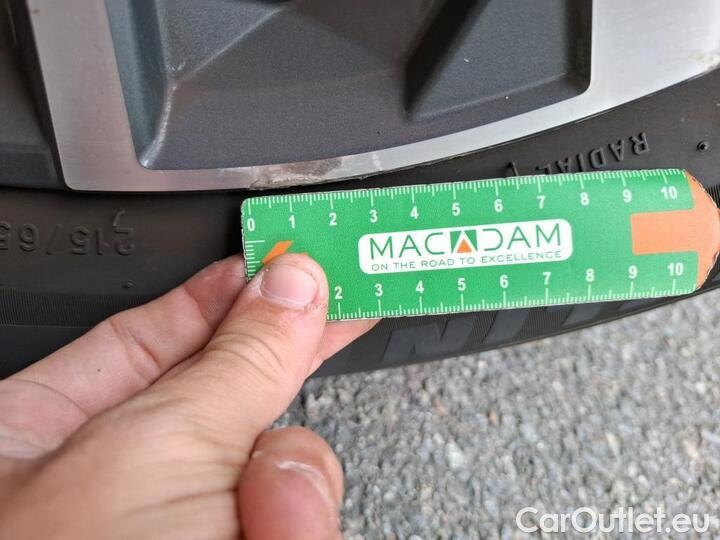 RADIAL T
215/65
0 1 2 3 4 5 6 7 8 9 10
MACADAM
ON THE ROAD TO EXCELLENCE
2 3 4 5 6 7 8 9 10
CarOutlet.eu